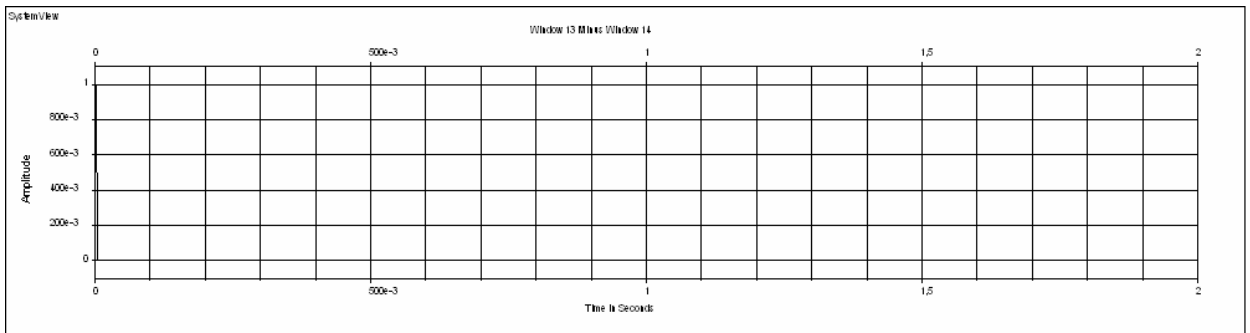 SystemView
Window 13 Minus Window 14
0 500e-3 1 1,5 2
1
800e-3
600e-3
400e-3
200e-3
0
Amplitude
0 500e-3 1 1,5 2
Time in Seconds